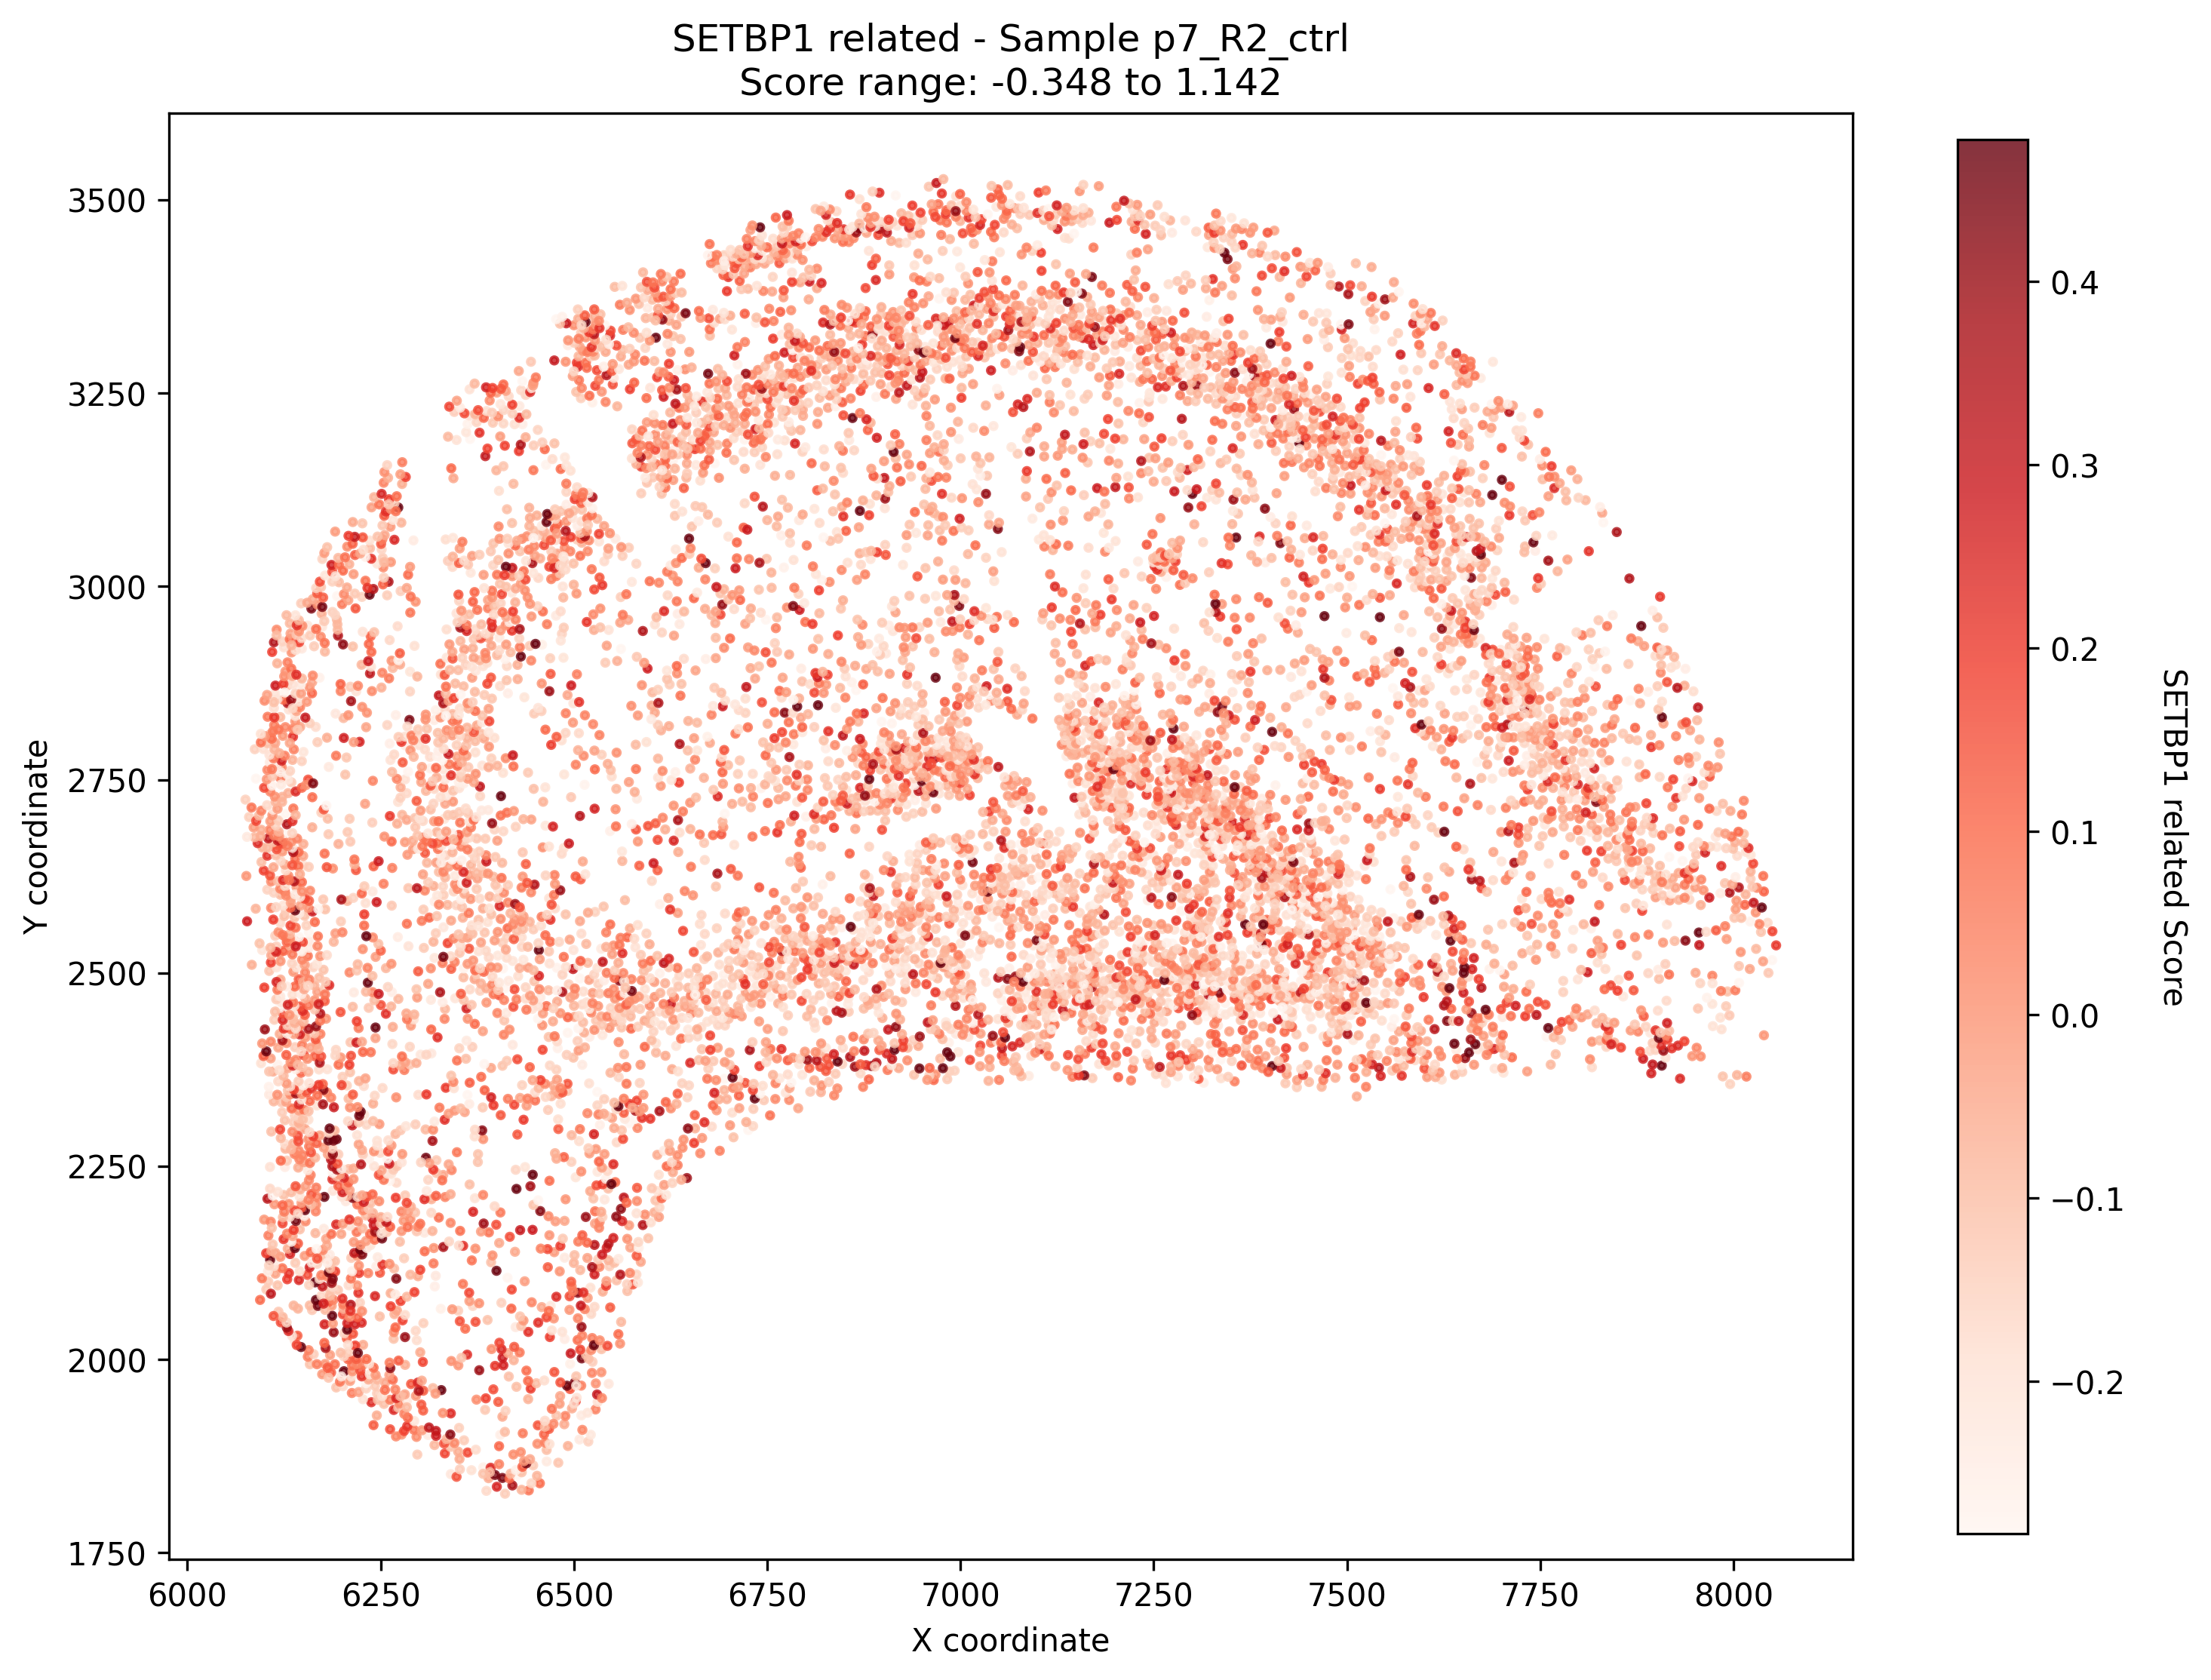 SETBP1 related - Sample p7_R2_ctrl
Score range: -0.348 to 1.142
3500
3250
3000
2750
2500
2250
2000
1750
Y coordinate
6000 6250 6500 6750 7000 7250 7500 7750 8000
X coordinate
0.4
0.3
0.2
0.1
0.0
−0.1
−0.2
SETBP1 related Score